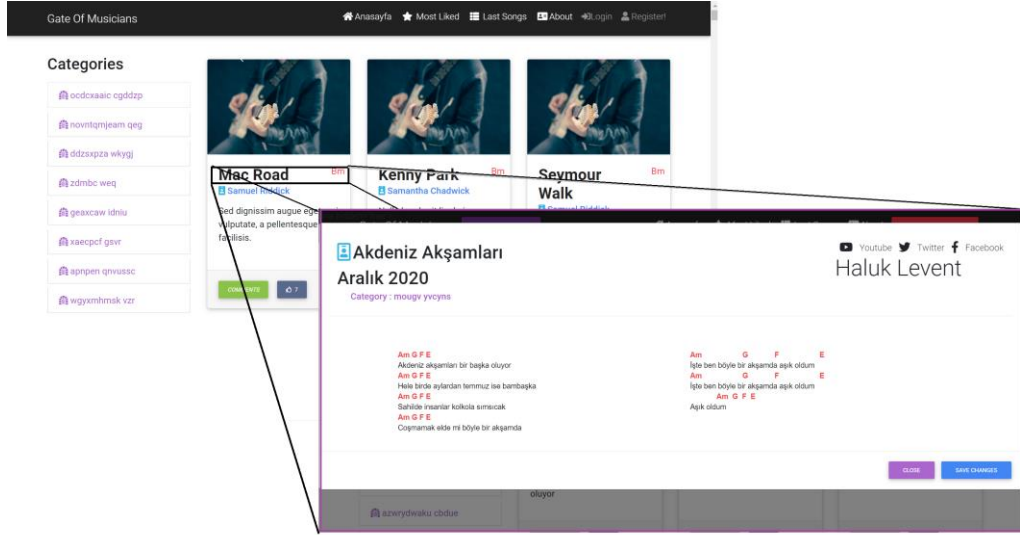 Gate Of Musicians
Anasayfa Most Liked Last Songs About Login Register!
Categories
ocdcxaaic cgddzp
novntqmjeam qeg
ddzsxpza wkygj
zdmbc weq
geaxcaw idniu
xaecpcf gsvr
apnpen qnvussc
wgyxmhmsk vzr
Mac Road Bm
Samuel Riddick
Sed dignissim augue
vulputate, a pellentesque
facilisis.
COMMENTS 7
Kenny Park Bm
Samantha Chadwick
Seymour Bm
Walk
Samuel Riddick
Akdeniz Akşamları
Aralık 2020
Category : mougv yvcyns
Youtube Twitter Facebook
Haluk Levent
Am G F E
Akdeniz akşamları bir başka oluyor
Am G F E
Hele birde aylardan temmuz ise bambaşka
Am G F E
Sahilde insanlar kolkola sımsıcak
Am G F E
Coşmamak elde mi böyle bir akşamda
Am G F E
İşte ben böyle bir akşamda aşık oldum
Am G F E
İşte ben böyle bir akşamda aşık oldum
Am G F E
Aşık oldum
CLOSE SAVE CHANGES
oluyor
azwrydwaku cbdue